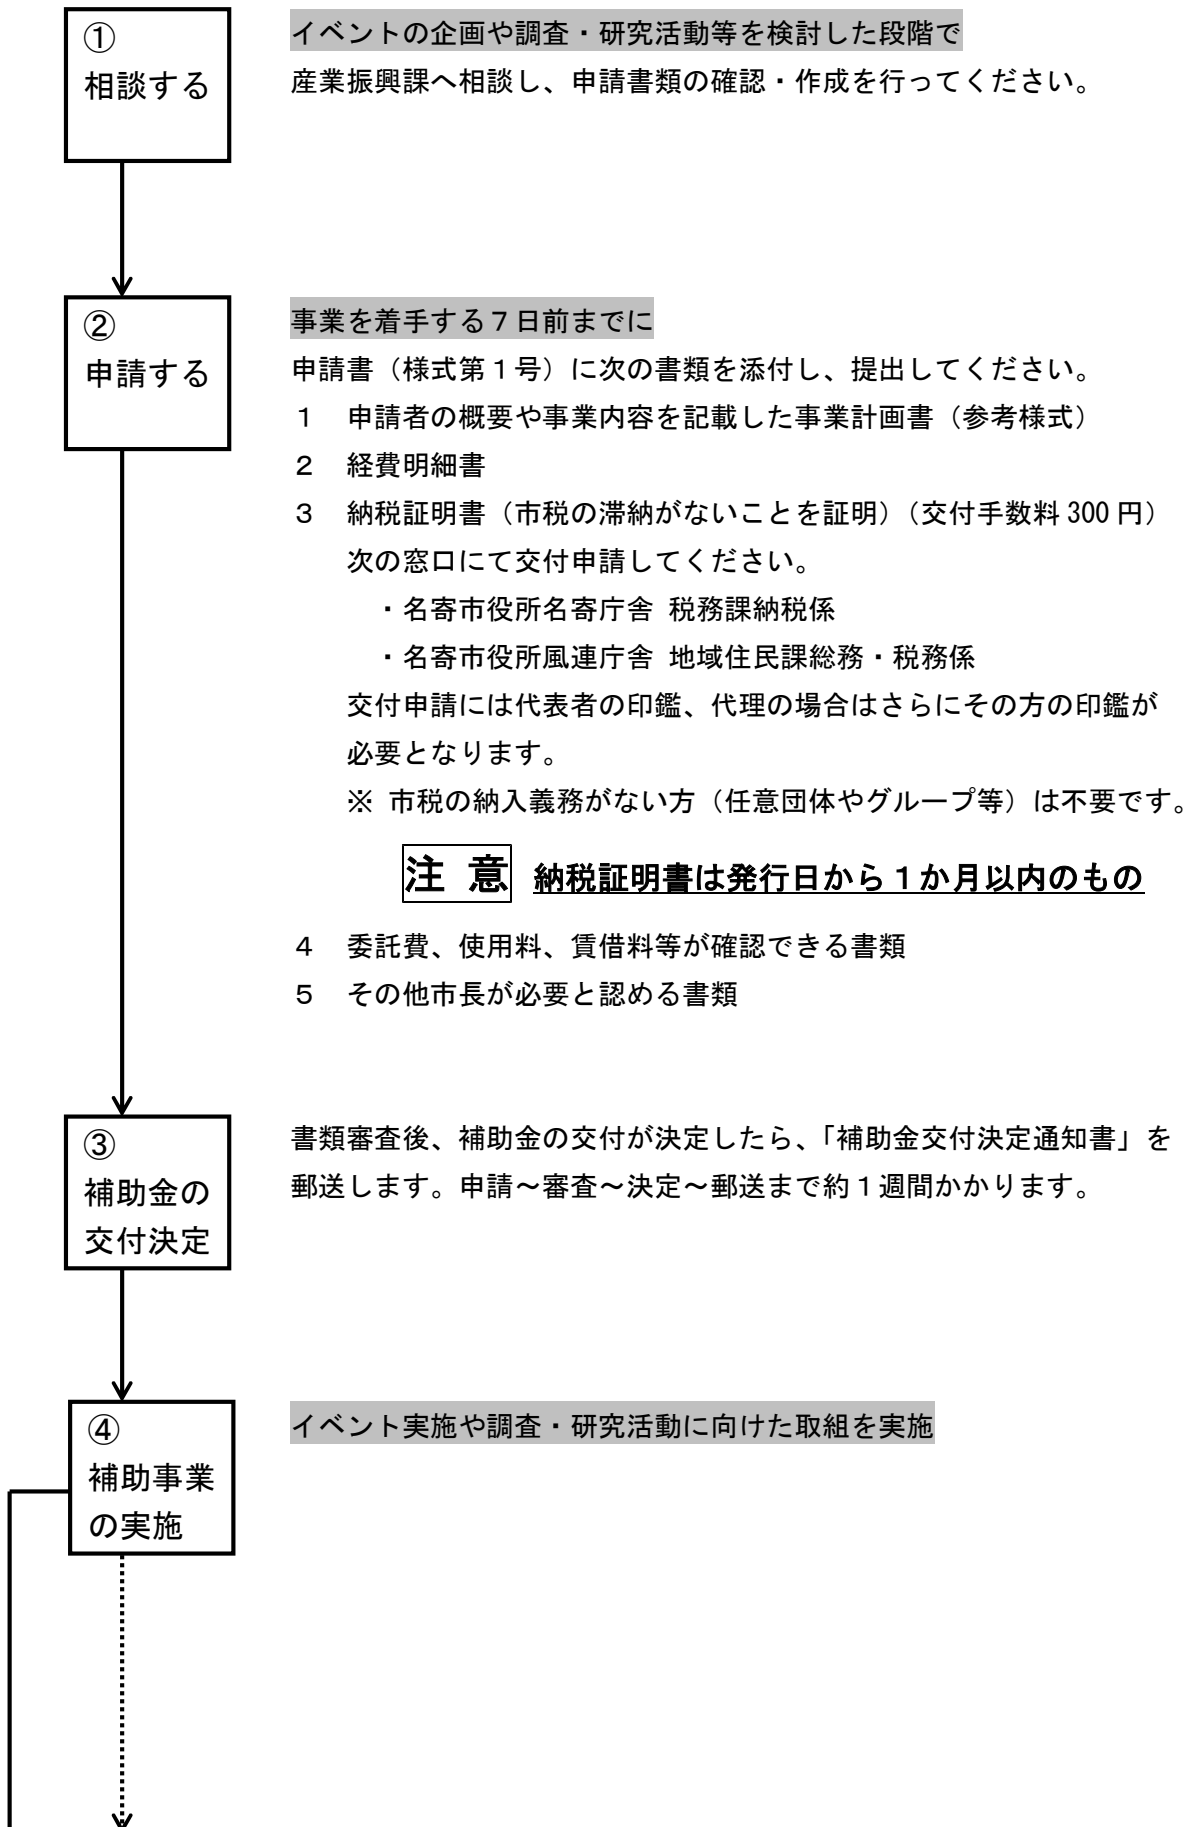 ①
相談する
イベントの企画や調査・研究活動等を検討した段階で
産業振興課へ相談し、申請書類の確認・作成を行ってください。
②
申請する
事業を着手する７日前までに
申請書（様式第１号）に次の書類を添付し、提出してください。
１　申請者の概要や事業内容を記載した事業計画書（参考様式）
２　経費明細書
３　納税証明書（市税の滞納がないことを証明）（交付手数料 300 円）
次の窓口にて交付申請してください。
・名寄市役所名寄庁舎 税務課納税係
・名寄市役所風連庁舎 地域住民課総務・税務係
交付申請には代表者の印鑑、代理の場合はさらにその方の印鑑が
必要となります。
※ 市税の納入義務がない方（任意団体やグループ等）は不要です。
注 意 納税証明書は発行日から１か月以内のもの
４　委託費、使用料、賃借料等が確認できる書類
５　その他市長が必要と認める書類
③
補助金の
交付決定
書類審査後、補助金の交付が決定したら、「補助金交付決定通知書」を
郵送します。申請～審査～決定～郵送まで約１週間かかります。
④
補助事業
の実施
イベント実施や調査・研究活動に向けた取組を実施